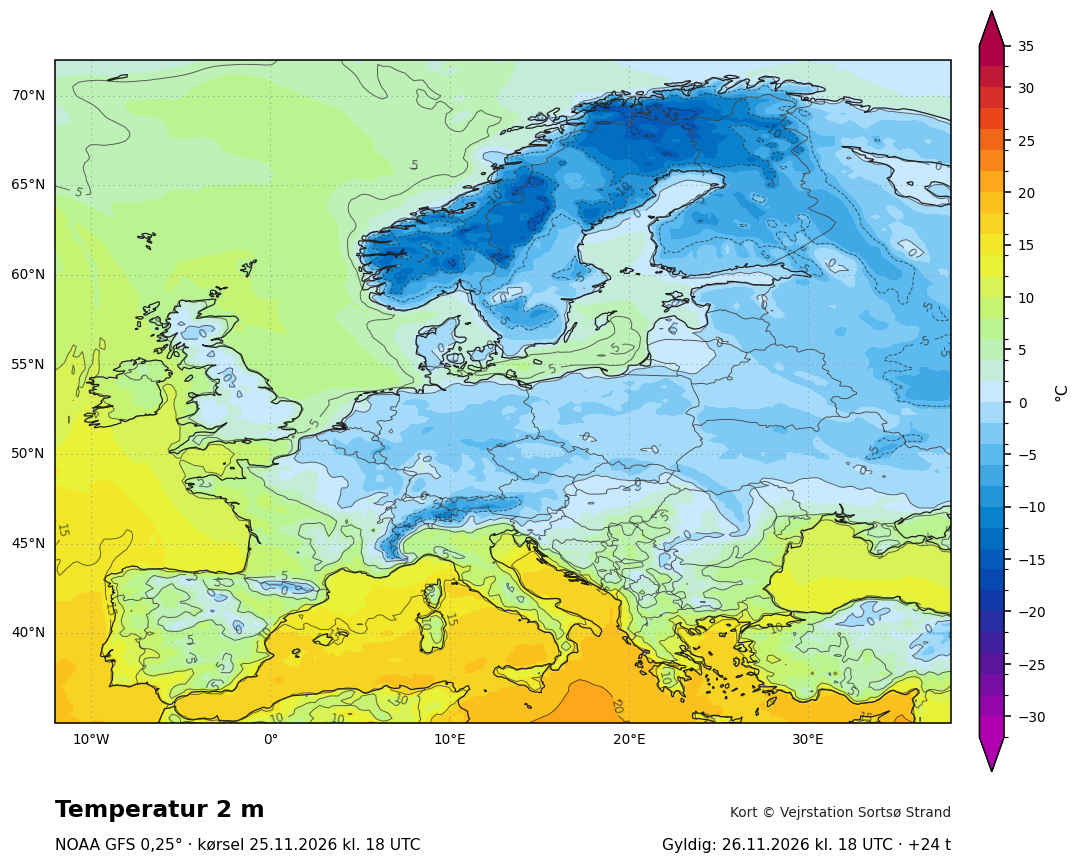 70°N
65°N
60°N
55°N
50°N
45°N
40°N
10°W
0°
10°E
20°E
30°E
35
30
25
20
15
10
5
0
−5
−10
−15
−20
−25
−30
°C
Temperatur 2 m
Kort © Vejrstation Sortsø Strand
NOAA GFS 0,25° · kørsel 25.11.2026 kl. 18 UTC
Gyldig: 26.11.2026 kl. 18 UTC · +24 t